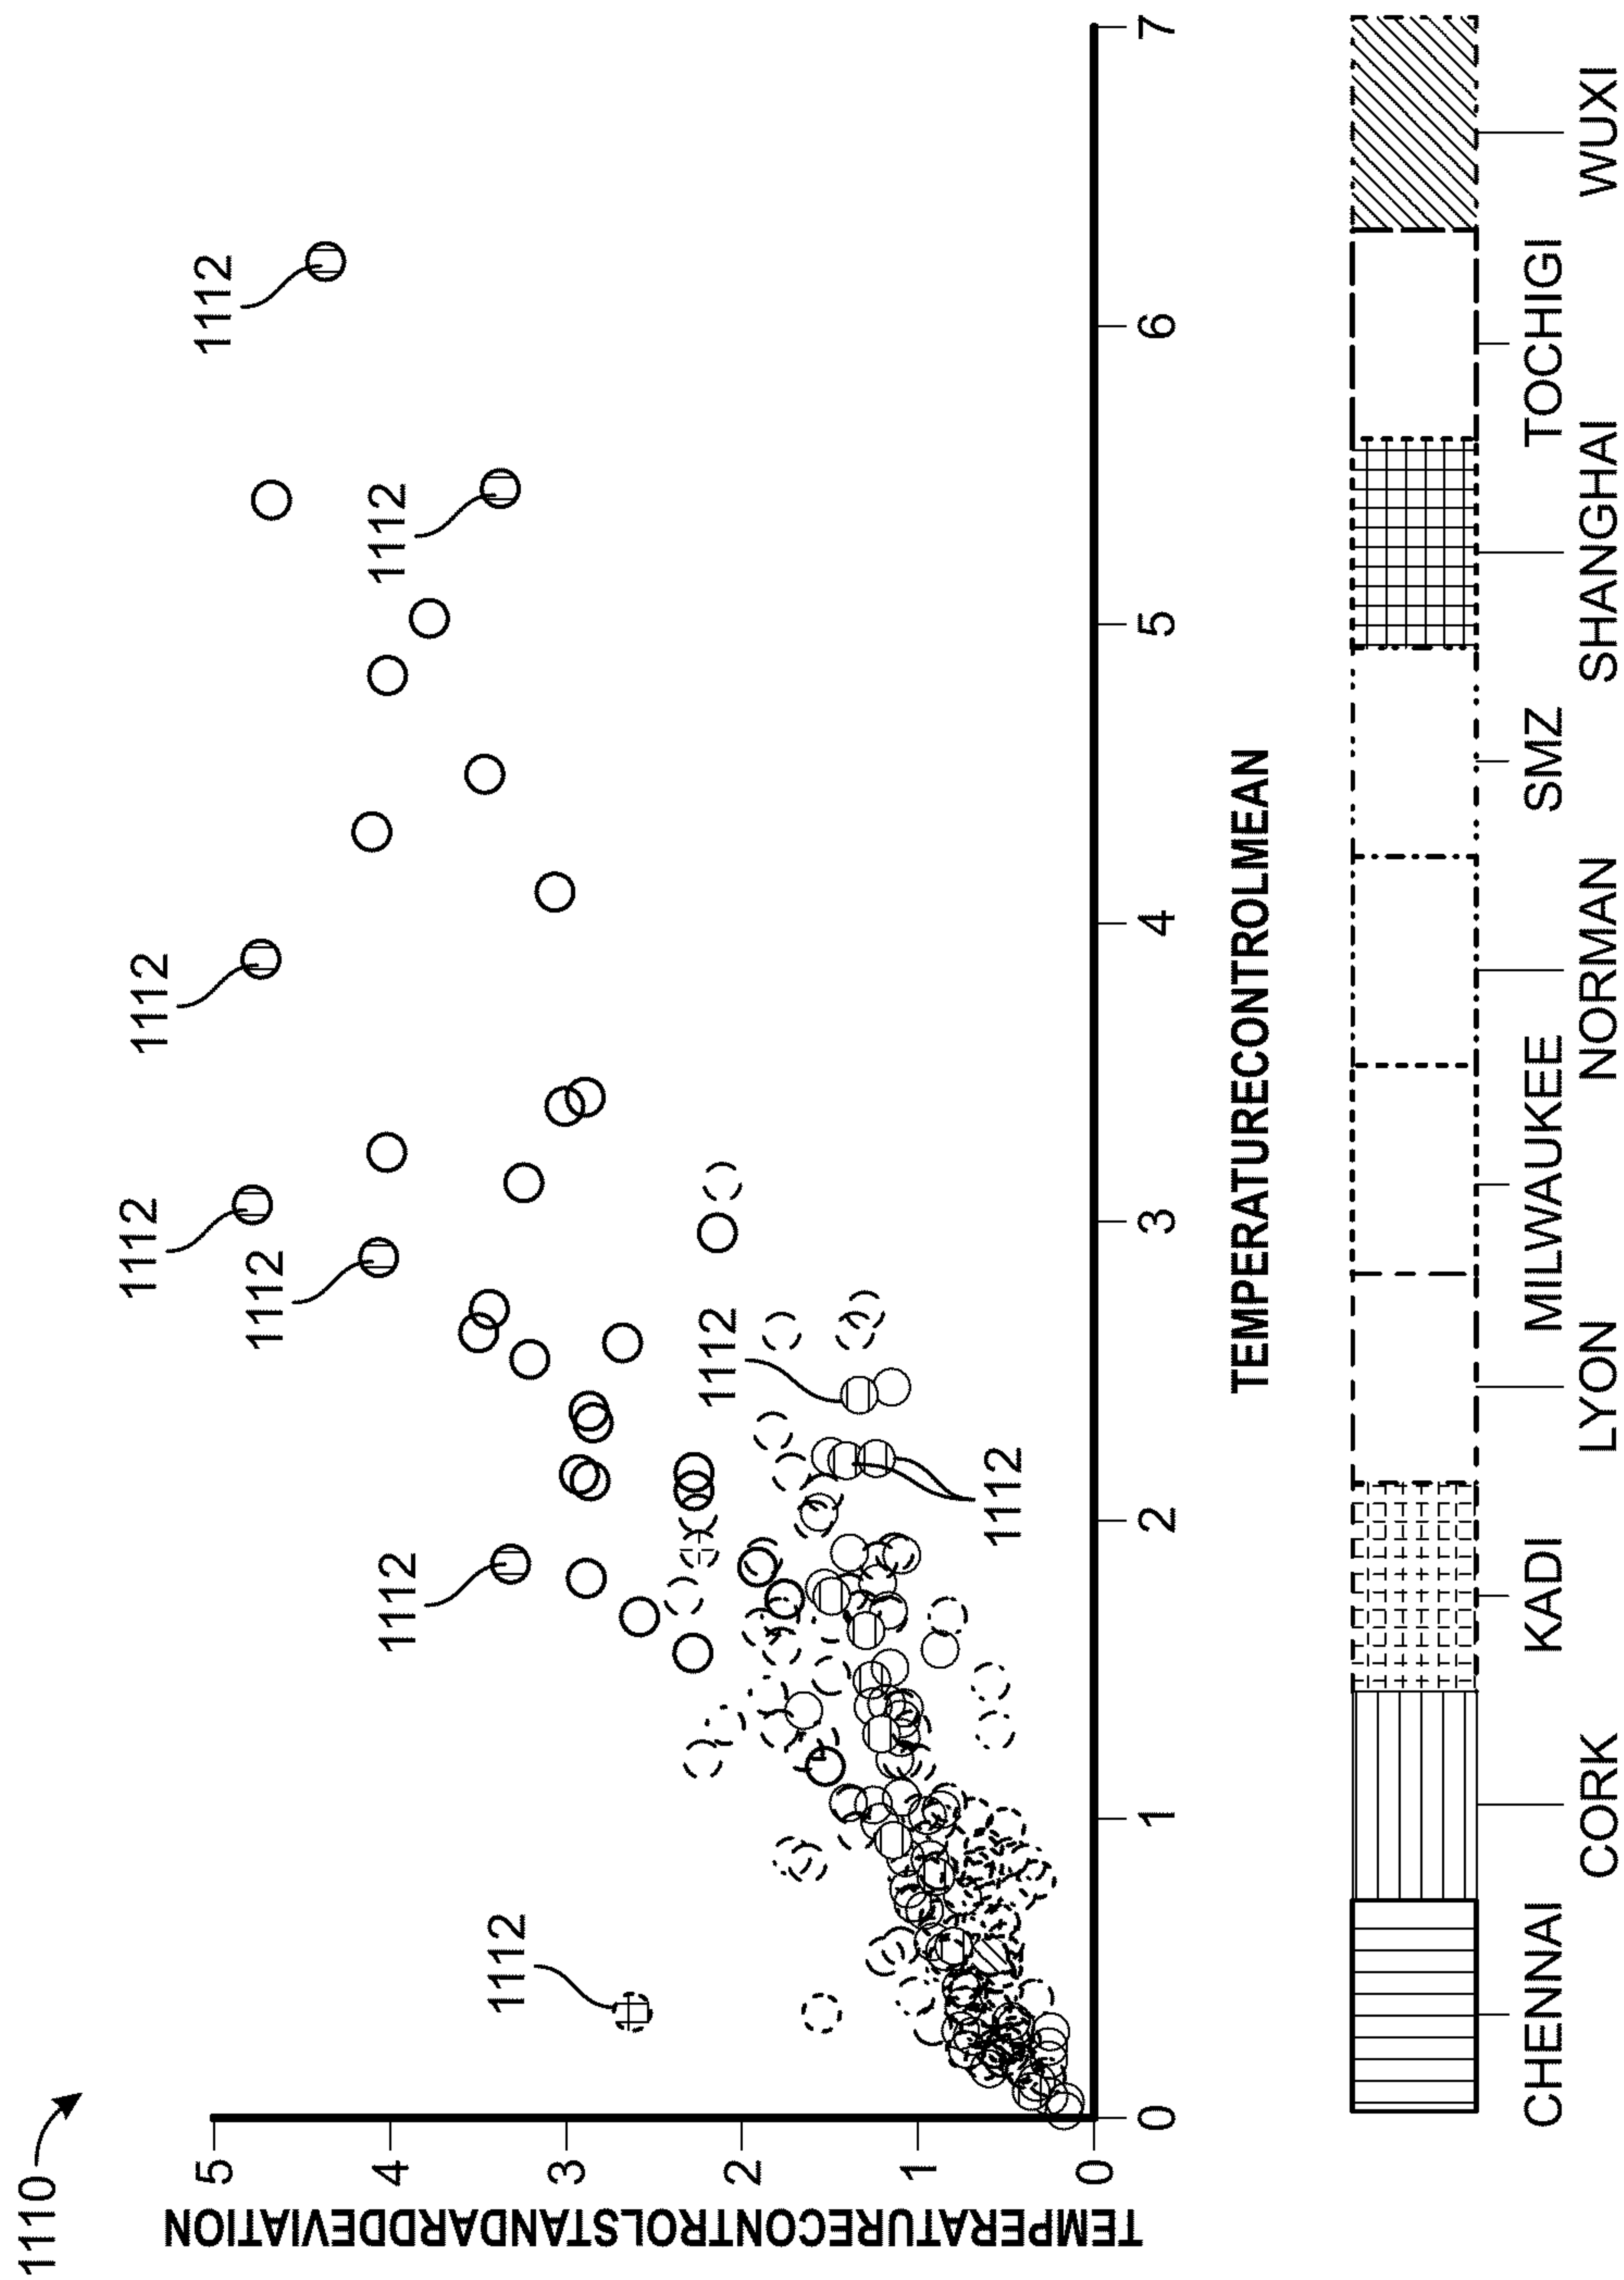 1110
1112
1112
1112
1112
1112
1112
1112
1112
1112
TEMPERATURECONTROLSTANDARDDEVIATION
5
4
3
2
1
0
0
1
2
3
4
5
6
7
TEMPERATURECONTROLMEAN
CHENNAI
CORK
KADI
LYON
MILWAUKEE
NORMAN
SMZ
SHANGHAI
TOCHIGI
WUXI